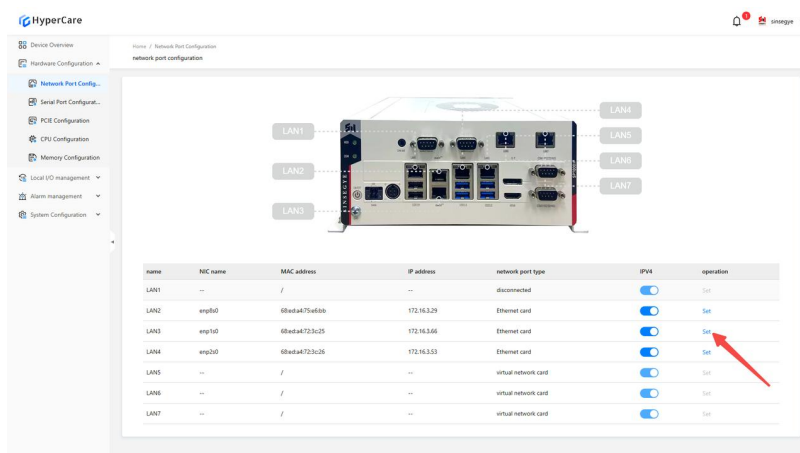 HyperCare
1
sinsegye
Device Overview
Hardware Configuration
Network Port Config...
Serial Port Configurat...
PCIE Configuration
CPU Configuration
Memory Configuration
Local I/O management
Alarm management
System Configuration
Home / Network Port Configuration
network port configuration
LAN1
LAN2
LAN3
LAN4
LAN5
LAN6
LAN7
SINSEGYE
name NIC name MAC address IP address network port type IPV4 operation
LAN1 -- / -- disconnected Set
LAN2 enp8s0 68:ed:a4:75:e6:bb 172.16.3.29 Ethernet card Set
LAN3 enp1s0 68:ed:a4:72:3c:25 172.16.3.66 Ethernet card Set
LAN4 enp2s0 68:ed:a4:72:3c:26 172.16.3.53 Ethernet card Set
LAN5 -- / -- virtual network card Set
LAN6 -- / -- virtual network card Set
LAN7 -- / -- virtual network card Set